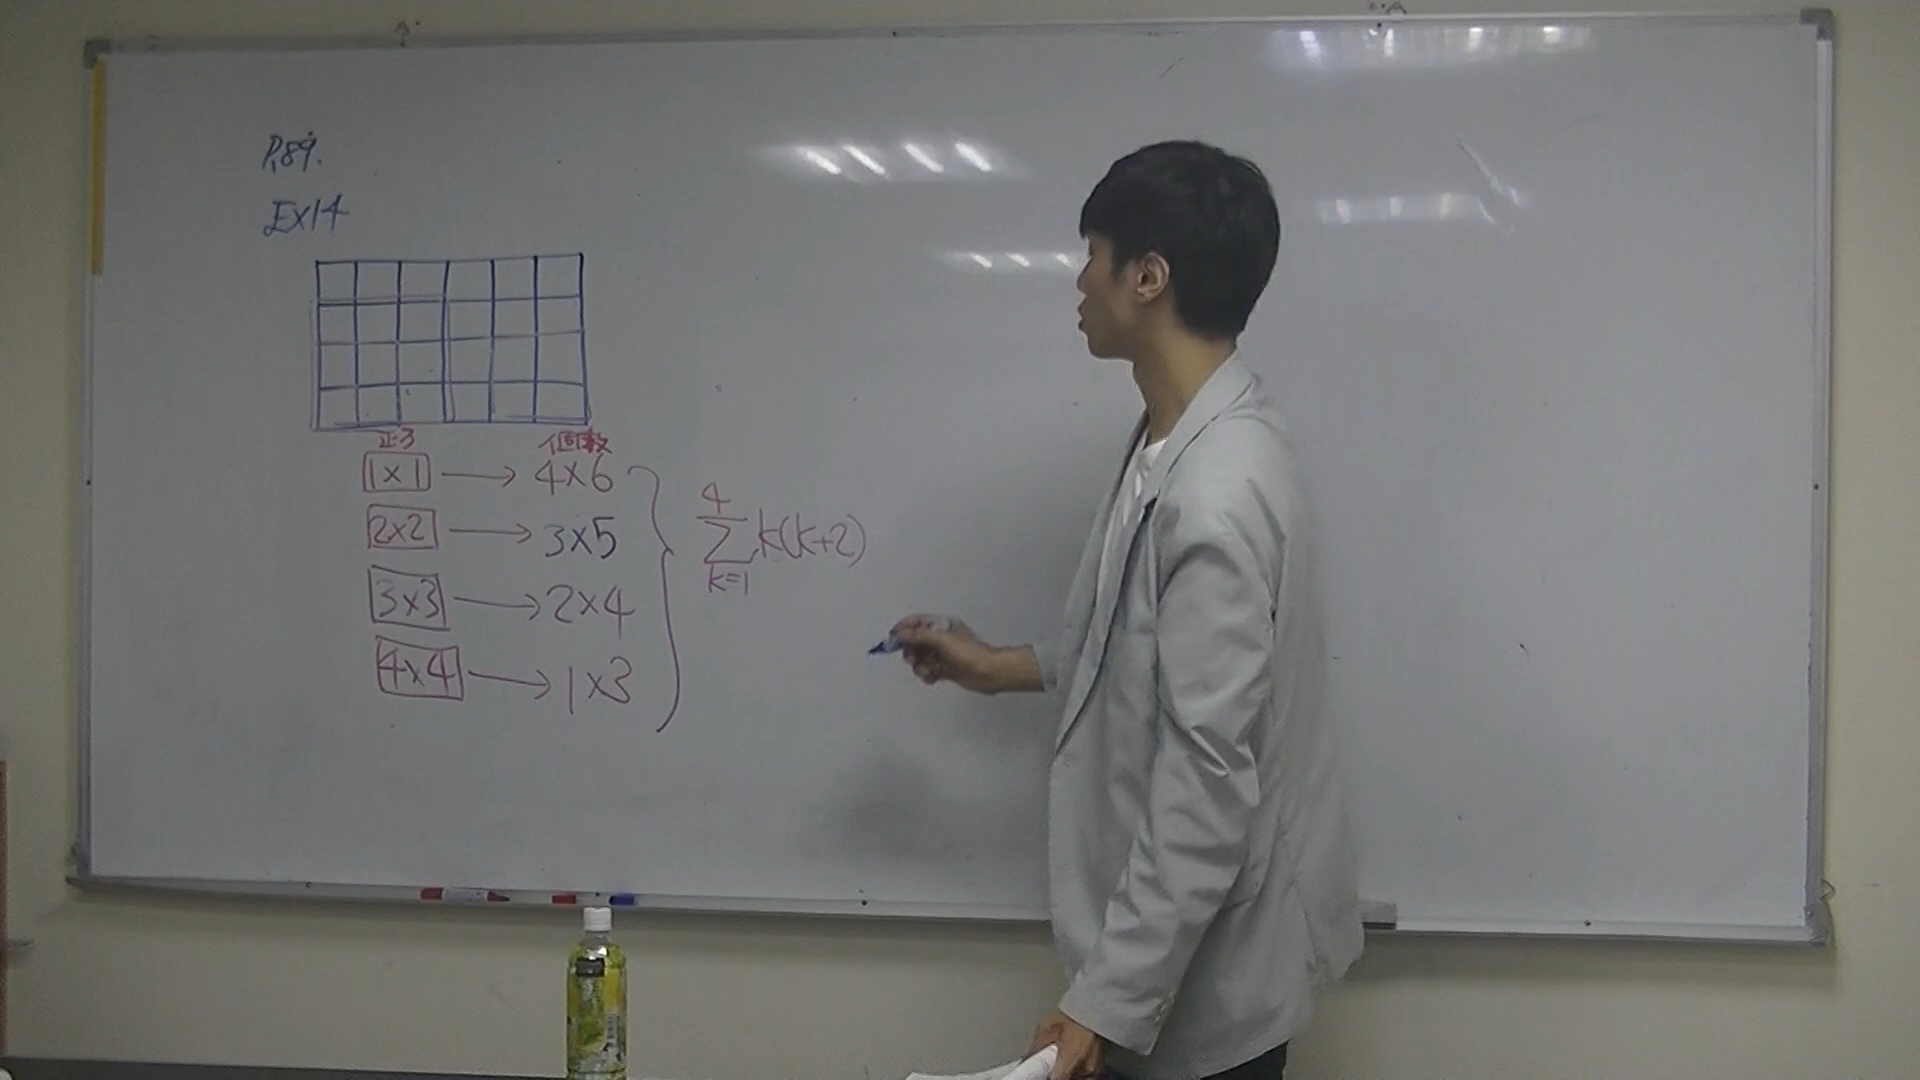 P.89.
EX14
正方 個數
1×1 → 4×6
2×2 → 3×5
3×3 → 2×4
4×4 → 1×3
4
∑ k(k+2)
k=1